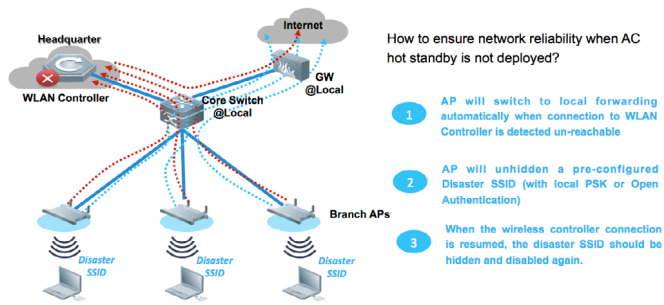 Internet
Headquarter
WLAN Controller
GW
@Local
Core Switch
@Local
Branch APs
Disaster
SSID
Disaster
SSID
Disaster
SSID
How to ensure network reliability when AC
hot standby is not deployed?
1
AP will switch to local forwarding
automatically when connection to WLAN
Controller is detected un-reachable
2
AP will unhidden a pre-configured
Disaster SSID (with local PSK or Open
Authentication)
3
When the wireless controller connection
is resumed, the disaster SSID should be
hidden and disabled again.